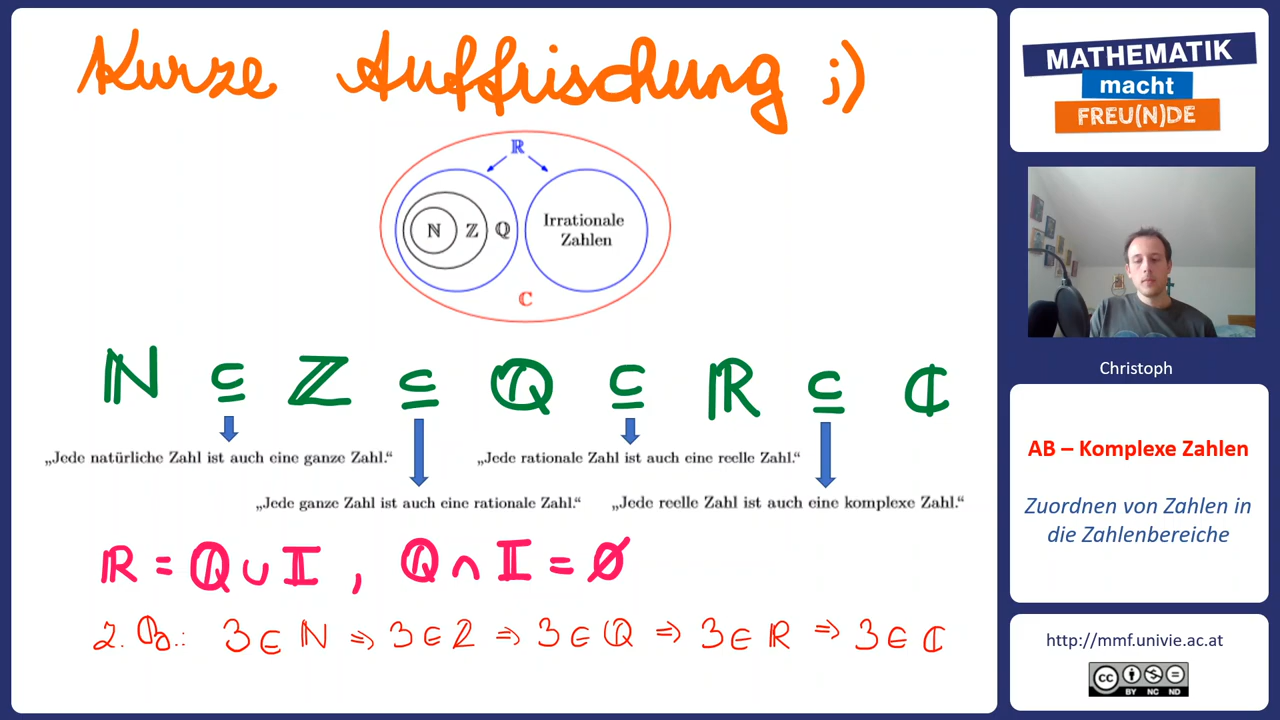 Kurze Auffrischung ;)
ℝ
ℕ ℤ ℚ
Irrationale
Zahlen
ℂ
ℕ ⊆ ℤ ⊆ ℚ ⊆ ℝ ⊆ ℂ
„Jede natürliche Zahl ist auch eine ganze Zahl.“
„Jede rationale Zahl ist auch eine reelle Zahl.“
„Jede ganze Zahl ist auch eine rationale Zahl.“
„Jede reelle Zahl ist auch eine komplexe Zahl.“
ℝ = ℚ ∪ 𝕀 , ℚ ∩ 𝕀 = ∅
z.B.: 3 ∈ ℕ ⇒ 3 ∈ ℤ ⇒ 3 ∈ ℚ ⇒ 3 ∈ ℝ ⇒ 3 ∈ ℂ
MATHEMATIK
macht
FREU(N)DE
Christoph
AB – Komplexe Zahlen
Zuordnen von Zahlen in
die Zahlenbereiche
http://mmf.univie.ac.at
cc
BY NC ND